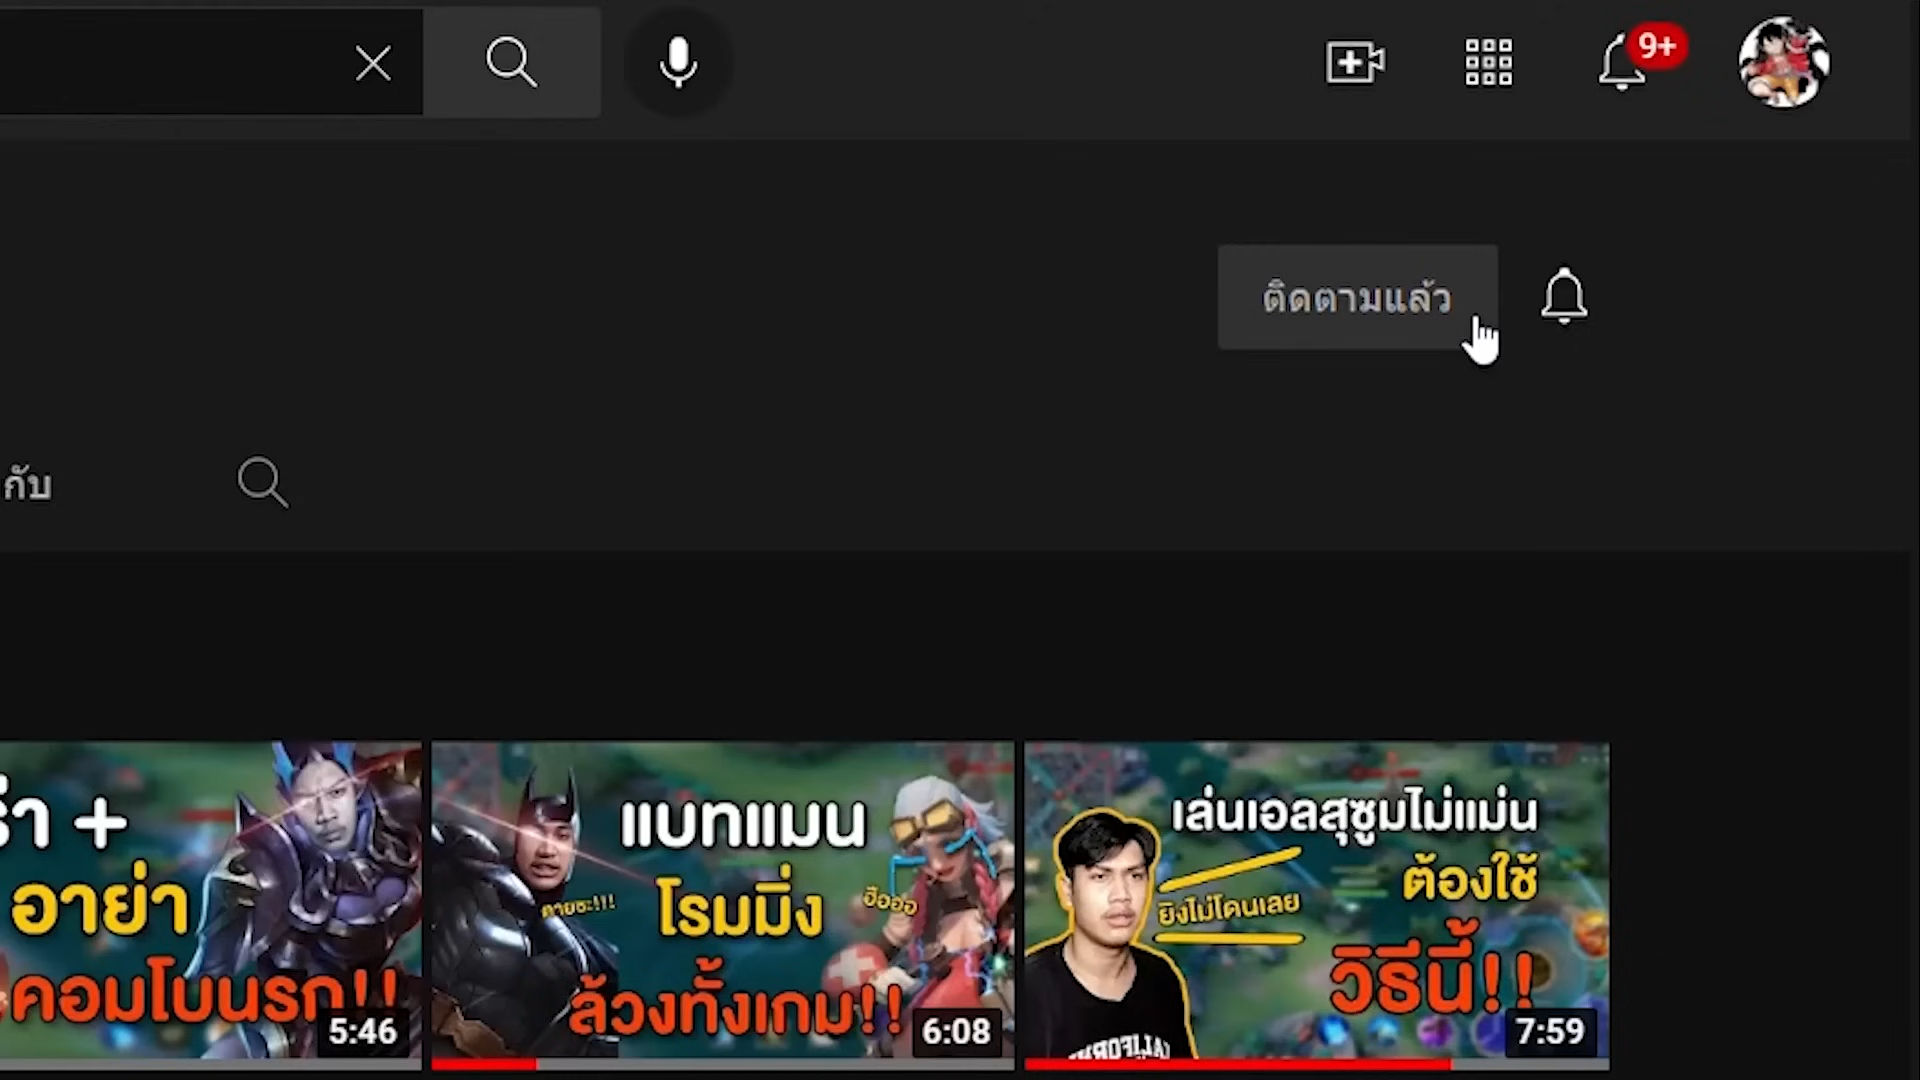 9+
ติดตามแล้ว
กับ
ร่า +
อาย่า
คอมโบนรก!!
5:46
แบทแมน
โรมมิ่ง
ล้วงทั้งเกม!!
ตายซะ!!!
ฮืออๆ
6:08
เล่นเอลสุซูมไม่แม่น
ต้องใช้
ยิงไม่โดนเลย
วิธีนี้!!
7:59